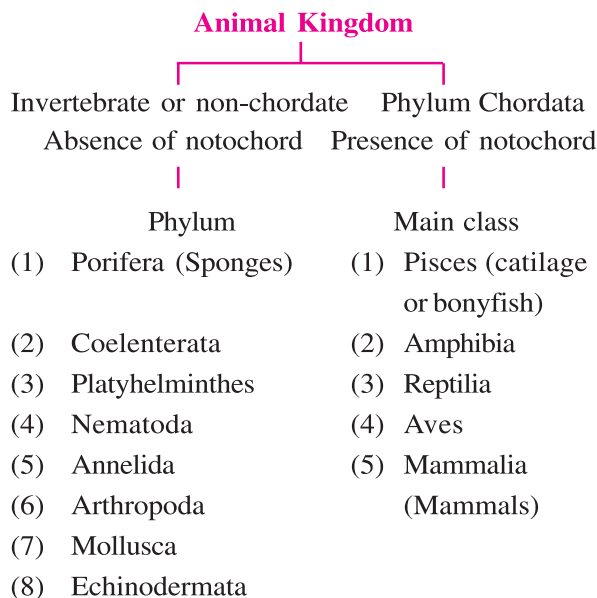 Animal Kingdom
Invertebrate or non-chordate
Absence of notochord
Phylum
(1) Porifera (Sponges)
(2) Coelenterata
(3) Platyhelminthes
(4) Nematoda
(5) Annelida
(6) Arthropoda
(7) Mollusca
(8) Echinodermata
Phylum Chordata
Presence of notochord
Main class
(1) Pisces (catilage
or bonyfish)
(2) Amphibia
(3) Reptilia
(4) Aves
(5) Mammalia
(Mammals)